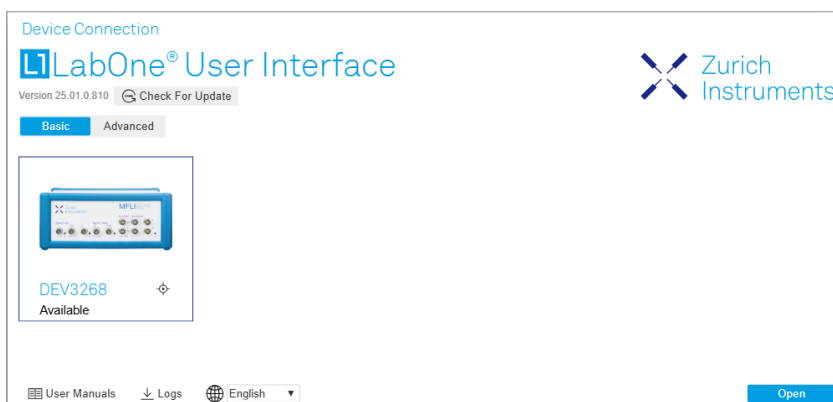 Device Connection
L1 LabOne® User Interface
Zurich
Instruments
Version 25.01.0.810 Check For Update
Basic Advanced
MFLI
DEV3268
Available
User Manuals Logs English
Open